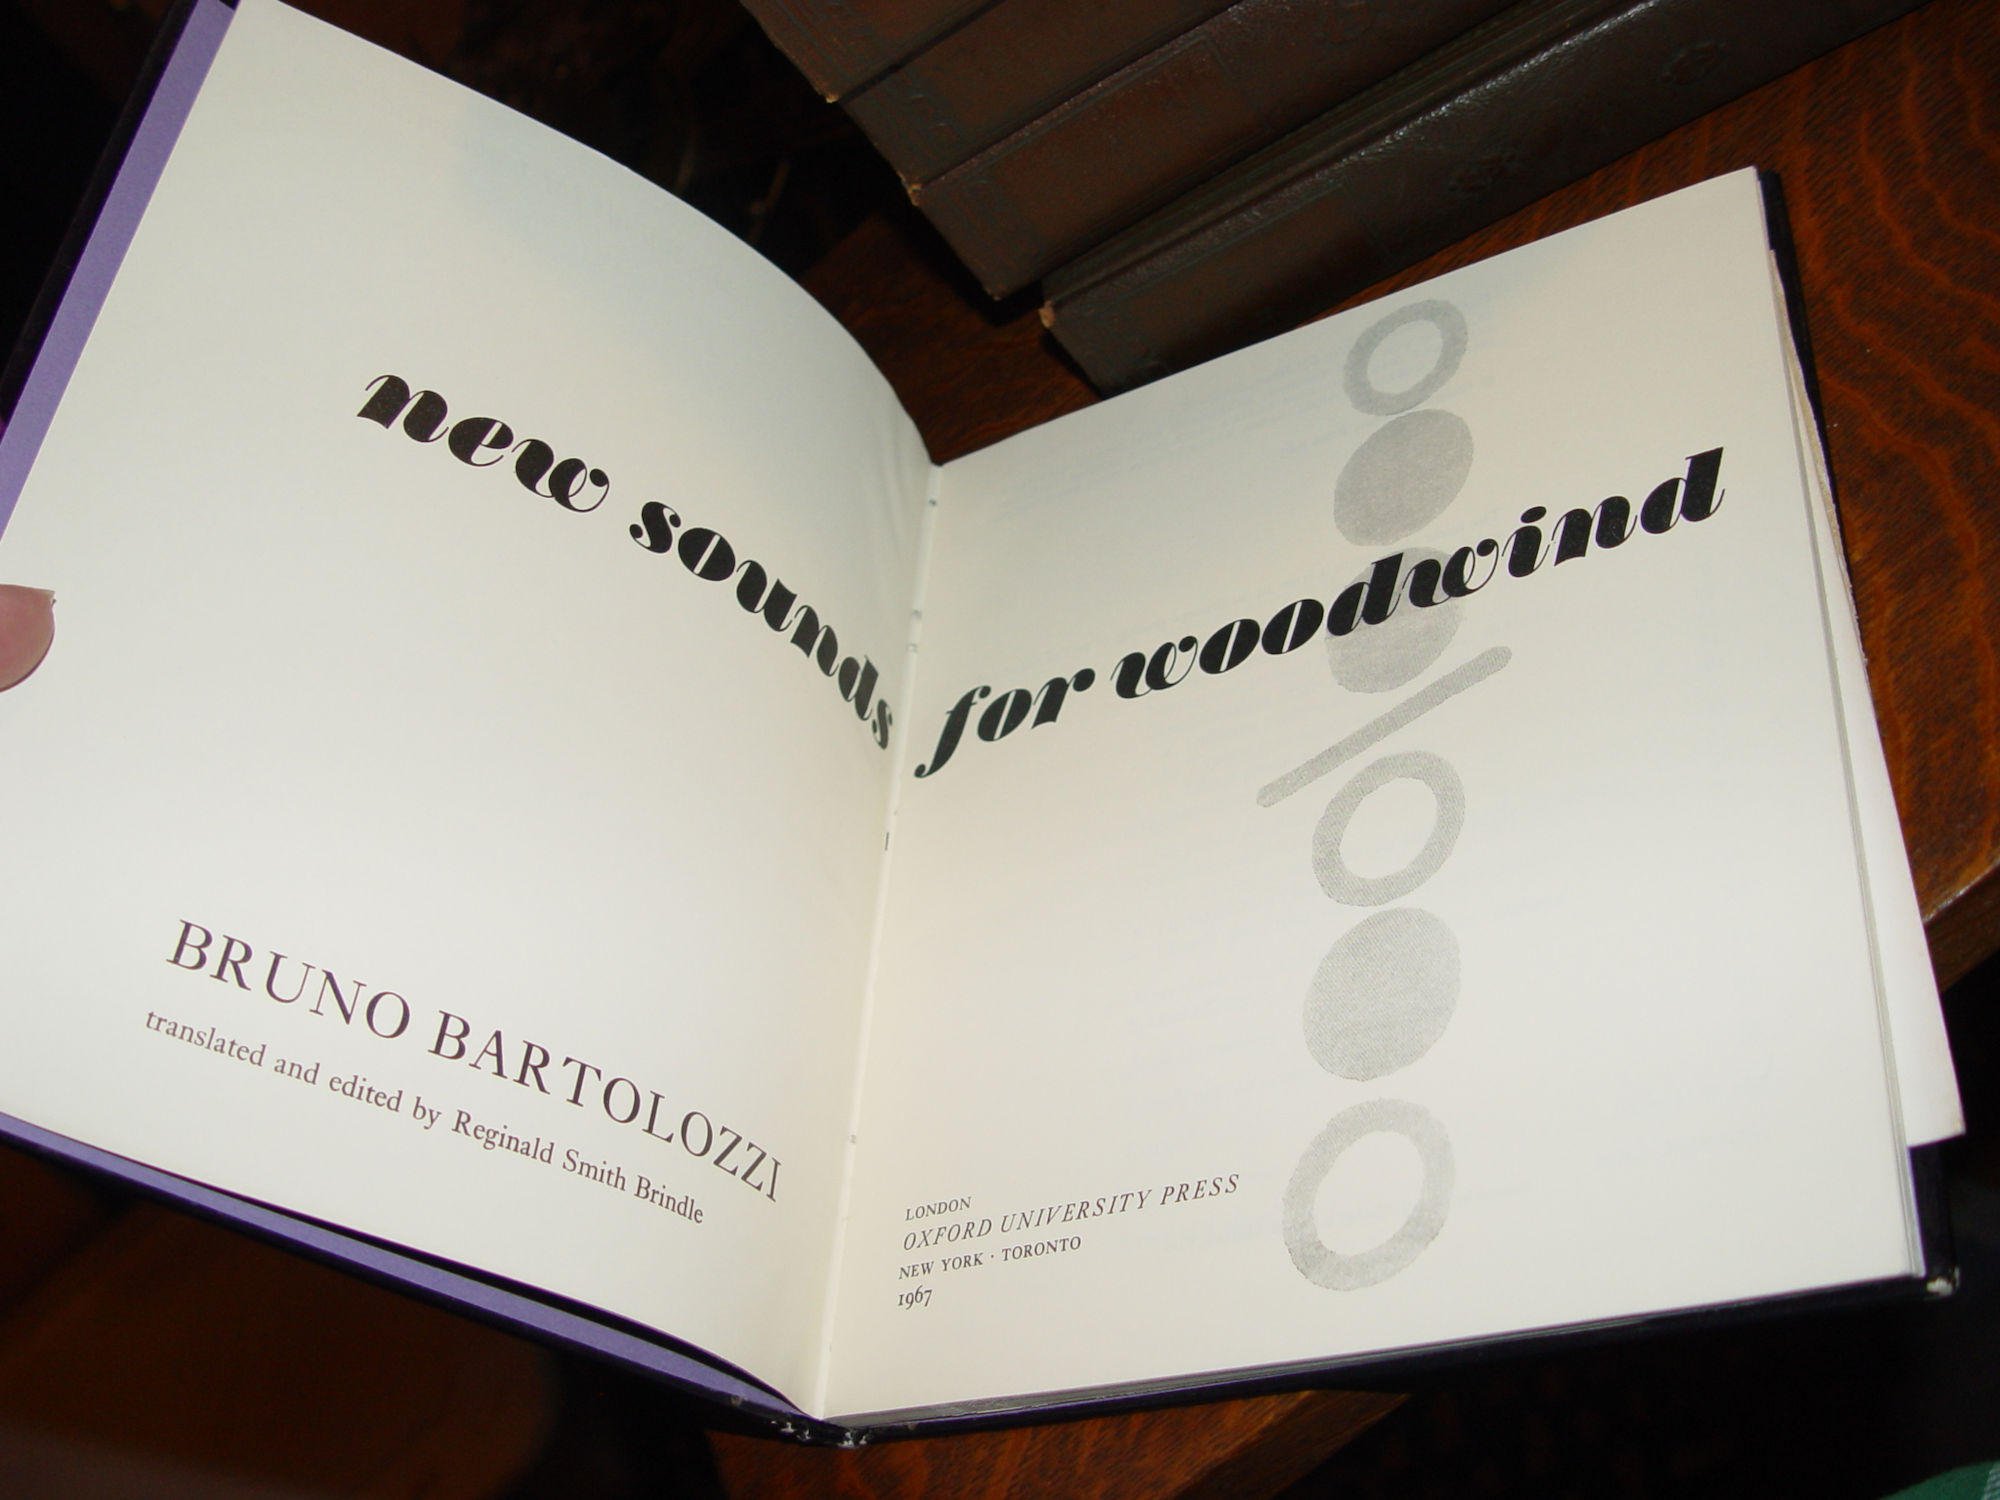 new sounds for woodwind
BRUNO BARTOLOZZI
translated and edited by Reginald Smith Brindle
LONDON
OXFORD UNIVERSITY PRESS
NEW YORK · TORONTO
1967